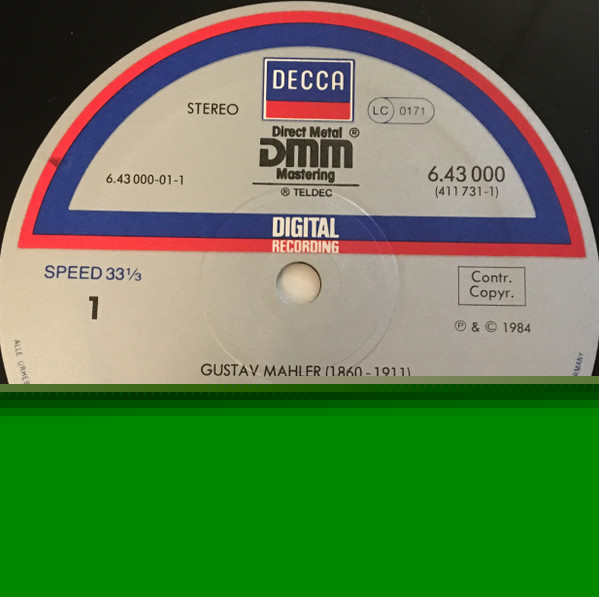 DECCA
STEREO
LC 0171
Direct Metal ®
DMM
Mastering
® TELDEC
6.43 000-01-1
6.43 000
(411 731-1)
DIGITAL
RECORDING
SPEED 33⅓
1
Contr.
Copyr.
℗ & © 1984
GUSTAV MAHLER (1860 - 1911)
ALLE